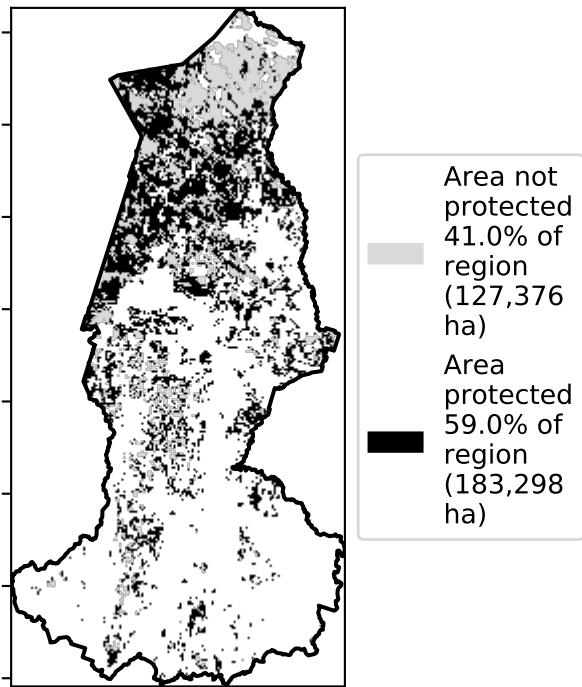 Area not
protected
41.0% of
region
(127,376
ha)
Area
protected
59.0% of
region
(183,298
ha)